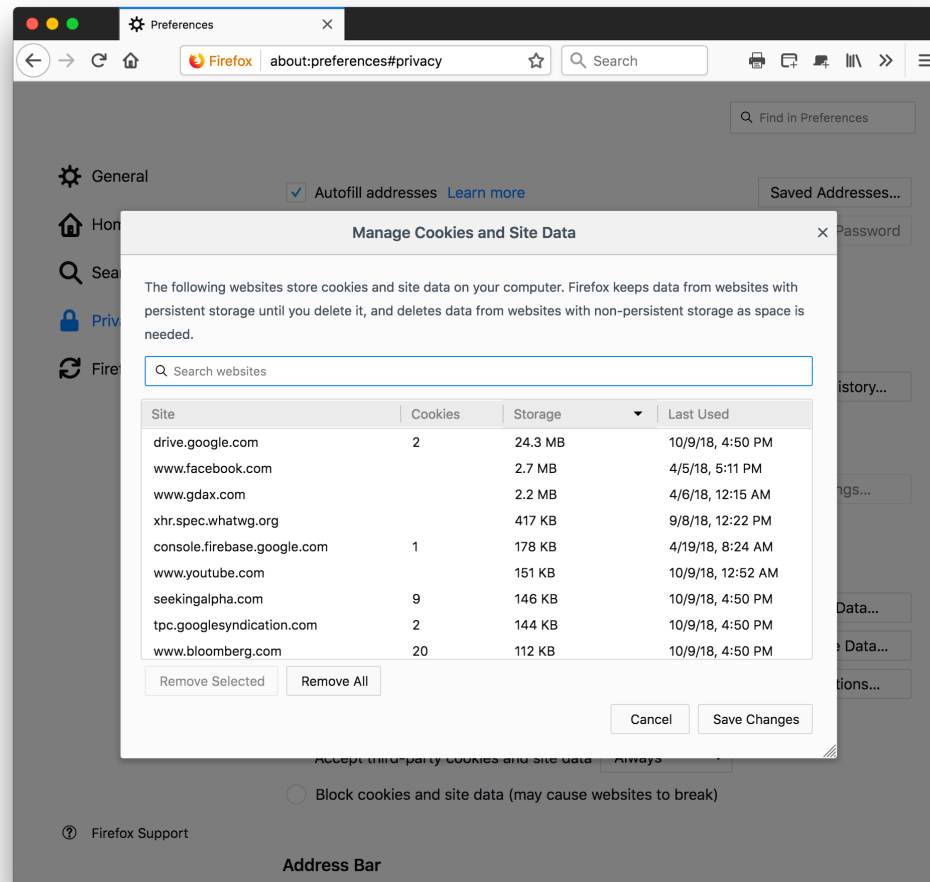 Preferences
Firefox about:preferences#privacy Search
Find in Preferences
General
Autofill addresses Learn more Saved Addresses...
Manage Cookies and Site Data
Password
The following websites store cookies and site data on your computer. Firefox keeps data from websites with
persistent storage until you delete it, and deletes data from websites with non-persistent storage as space is
needed.
Search websites
Site Cookies Storage Last Used
drive.google.com 2 24.3 MB 10/9/18, 4:50 PM
www.facebook.com 2.7 MB 4/5/18, 5:11 PM
www.gdax.com 2.2 MB 4/6/18, 12:15 AM
xhr.spec.whatwg.org 417 KB 9/8/18, 12:22 PM
console.firebase.google.com 1 178 KB 4/19/18, 8:24 AM
www.youtube.com 151 KB 10/9/18, 12:52 AM
seekingalpha.com 9 146 KB 10/9/18, 4:50 PM
tpc.googlesyndication.com 2 144 KB 10/9/18, 4:50 PM
www.bloomberg.com 20 112 KB 10/9/18, 4:50 PM
Data...
Data...
Remove Selected Remove All
Cancel Save Changes
Accept third-party cookies and site data Always
Block cookies and site data (may cause websites to break)
Firefox Support
Address Bar